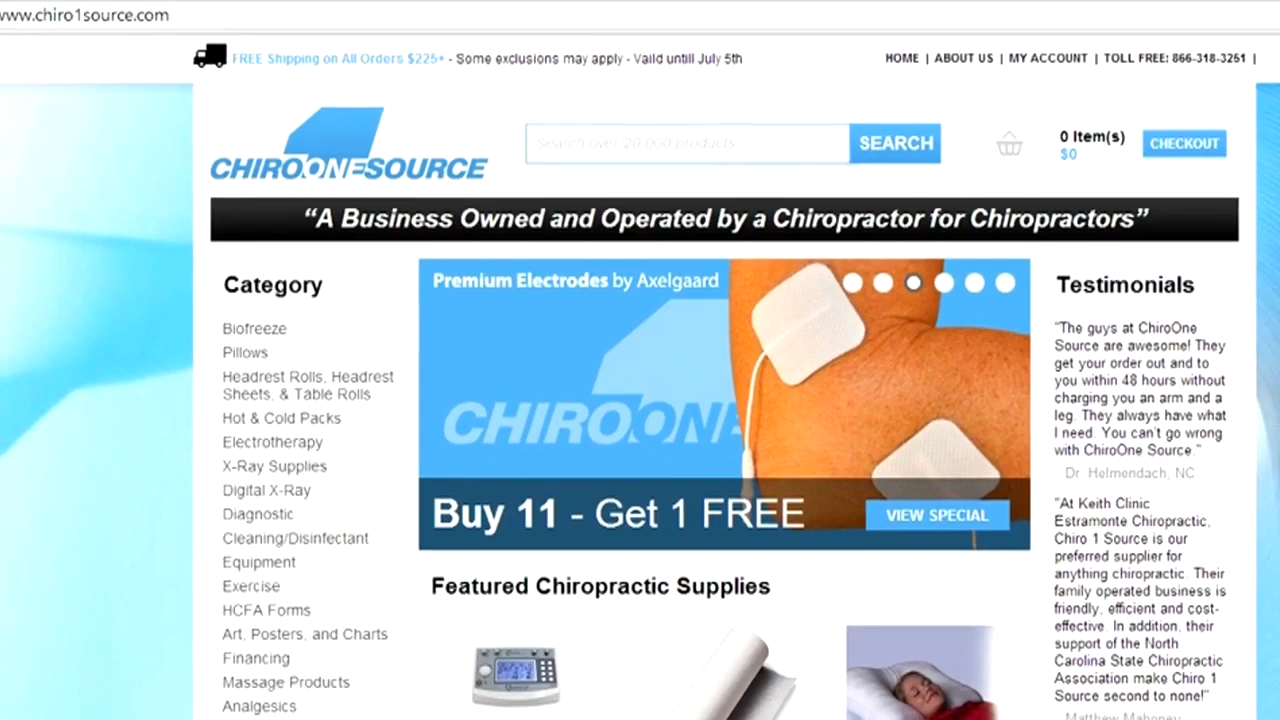 www.chiro1source.com
FREE Shipping on All Orders $225+ - Some exclusions may apply - Vaild untill July 5th
HOME | ABOUT US | MY ACCOUNT | TOLL FREE: 866-318-3251 |
CHIROONESOURCE
Search over 20,000 products
SEARCH
0 Item(s)
$0
CHECKOUT
“A Business Owned and Operated by a Chiropractor for Chiropractors”
Category
Biofreeze
Pillows
Headrest Rolls, Headrest
Sheets, & Table Rolls
Hot & Cold Packs
Electrotherapy
X-Ray Supplies
Digital X-Ray
Diagnostic
Cleaning/Disinfectant
Equipment
Exercise
HCFA Forms
Art, Posters, and Charts
Financing
Massage Products
Analgesics
Premium Electrodes by Axelgaard
CHIROONE
Buy 11 - Get 1 FREE
VIEW SPECIAL
Featured Chiropractic Supplies
Testimonials
"The guys at ChiroOne
Source are awesome! They
get your order out and to
you within 48 hours without
charging you an arm and a
leg. They always have what
I need. You can't go wrong
with ChiroOne Source."
Dr. Helmendach, NC
"At Keith Clinic
Estramonte Chiropractic,
Chiro 1 Source is our
preferred supplier for
anything chiropractic. Their
family operated business is
friendly, efficient and cost-
effective. In addition, their
support of the North
Carolina State Chiropractic
Association make Chiro 1
Source second to none!"
Matthew Mahoney